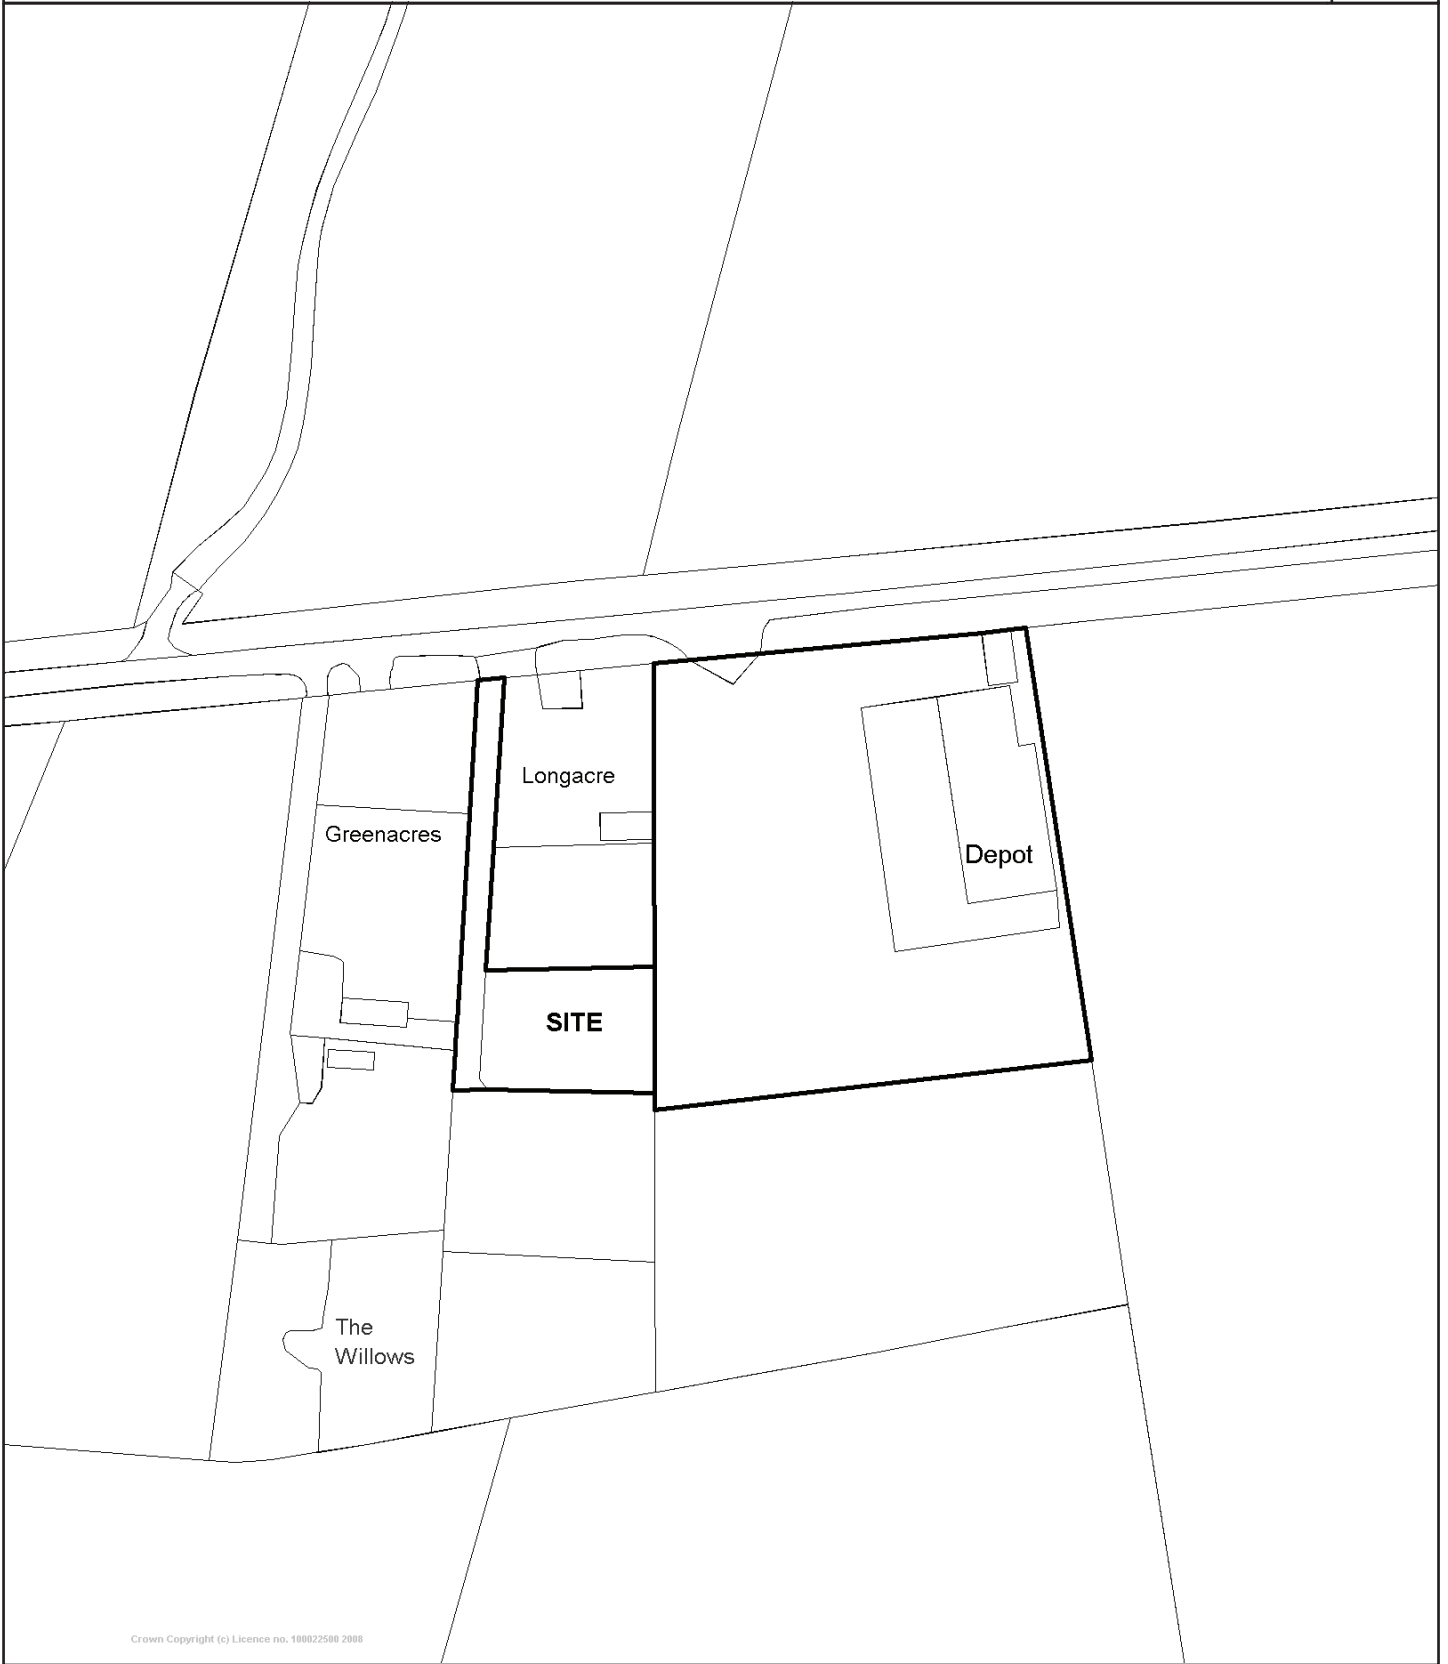 Longacre
Greenacres
Depot
SITE
The
Willows
Crown Copyright (c) Licence no. 100022500 2008